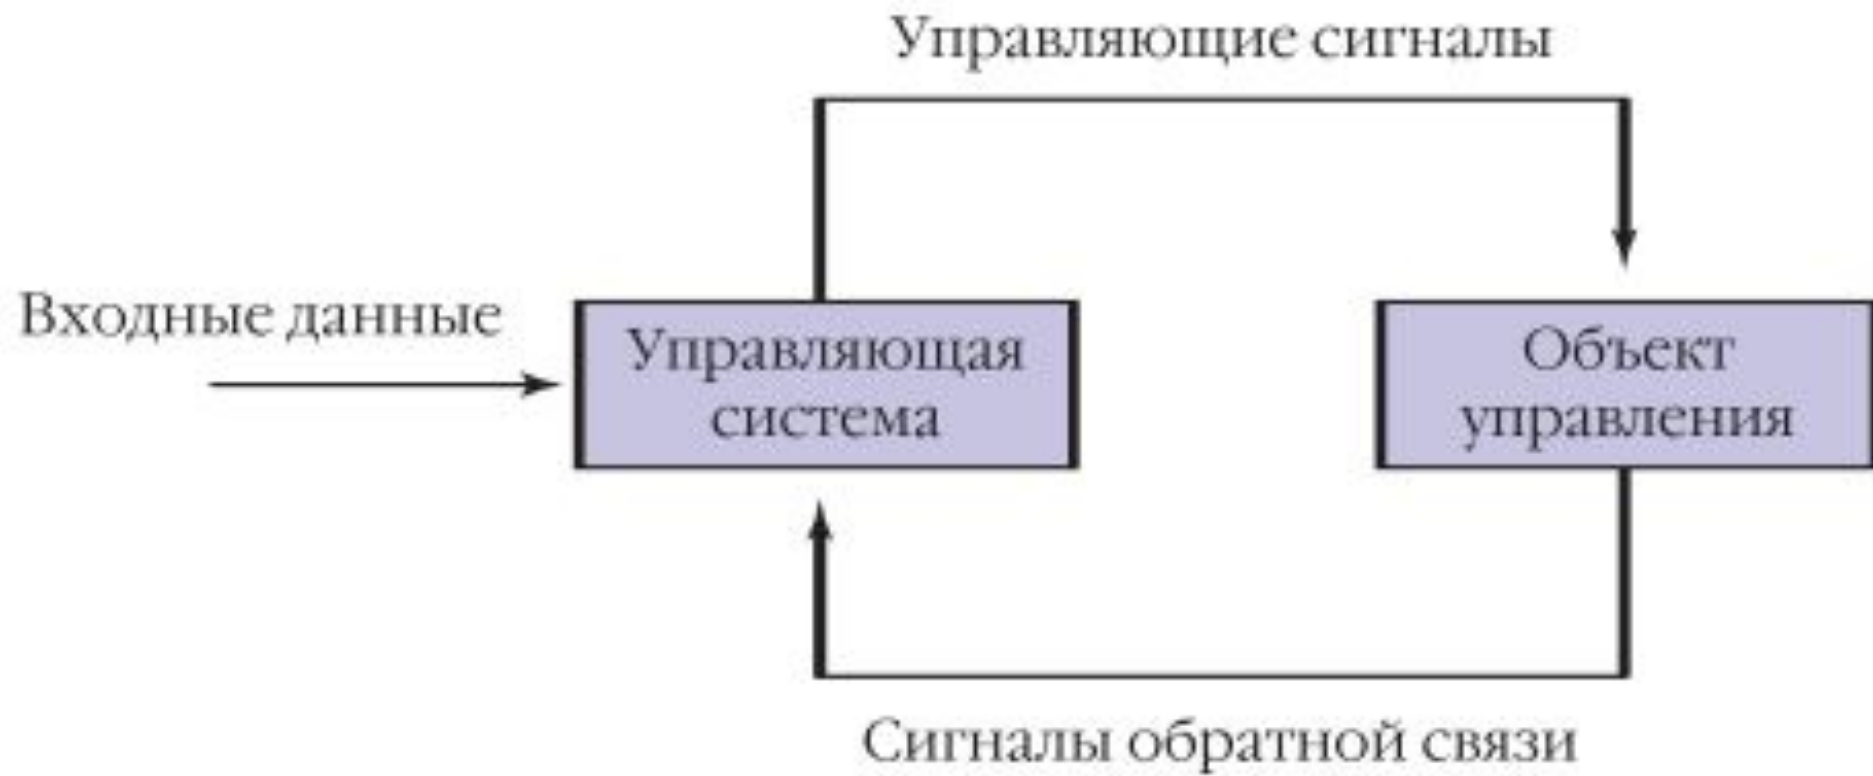 Управляющие сигналы
Входные данные
Управляющая
система
Объект
управления
Сигналы обратной связи